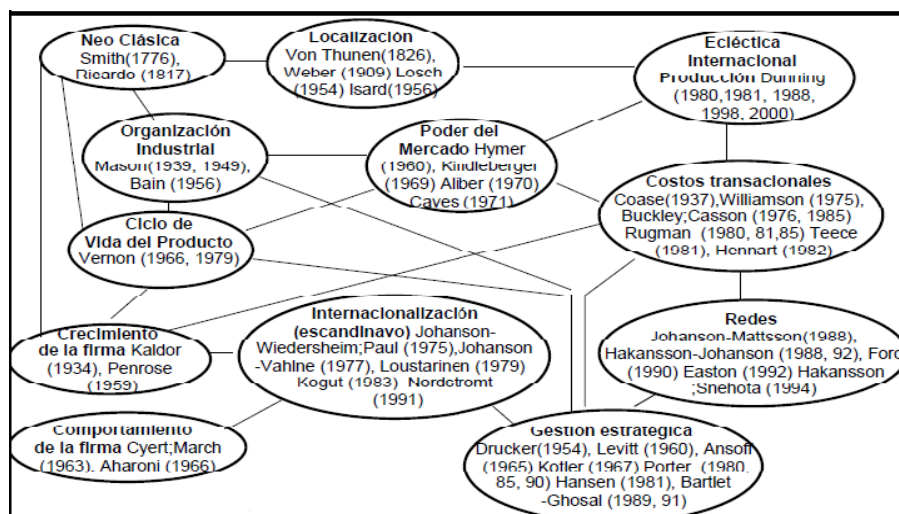 Neo Clásica
Smith(1776),
Ricardo (1817)
Localización
Von Thunen(1826),
Weber (1909) Losch
(1954) Isard(1956)
Ecléctica
Internacional
Producción Dunning
(1980,1981, 1988,
1998, 2000)
Organización
Industrial
Mason(1939, 1949),
Bain (1956)
Poder del
Mercado Hymer
(1960), Kindleberger
(1969) Aliber (1970)
Caves (1971)
Costos transacionales
Coase(1937),Williamson (1975),
Buckley;Casson (1976, 1985)
Rugman (1980, 81,85) Teece
(1981), Hennart (1982)
Ciclo de
Vida del Producto
Vernon (1966, 1979)
Crecimiento
de la firma Kaldor
(1934), Penrose
(1959)
Internacionalización
(escandinavo) Johanson-
Wiedersheim;Paul (1975),Johanson
-Vahlne (1977), Loustarinen (1979)
Kogut (1983) Nordstromt
(1991)
Redes
Johanson-Mattsson(1988),
Hakansson-Johanson (1988, 92), Ford
(1990) Easton (1992) Hakansson
;Snehota (1994)
Comportamiento
de la firma Cyert;March
(1963). Aharoni (1966)
Gestión estratégica
Drucker(1954), Levitt (1960), Ansoff
(1965) Kotler (1967) Porter (1980,
85, 90) Hansen (1981), Bartlet
-Ghosal (1989, 91)